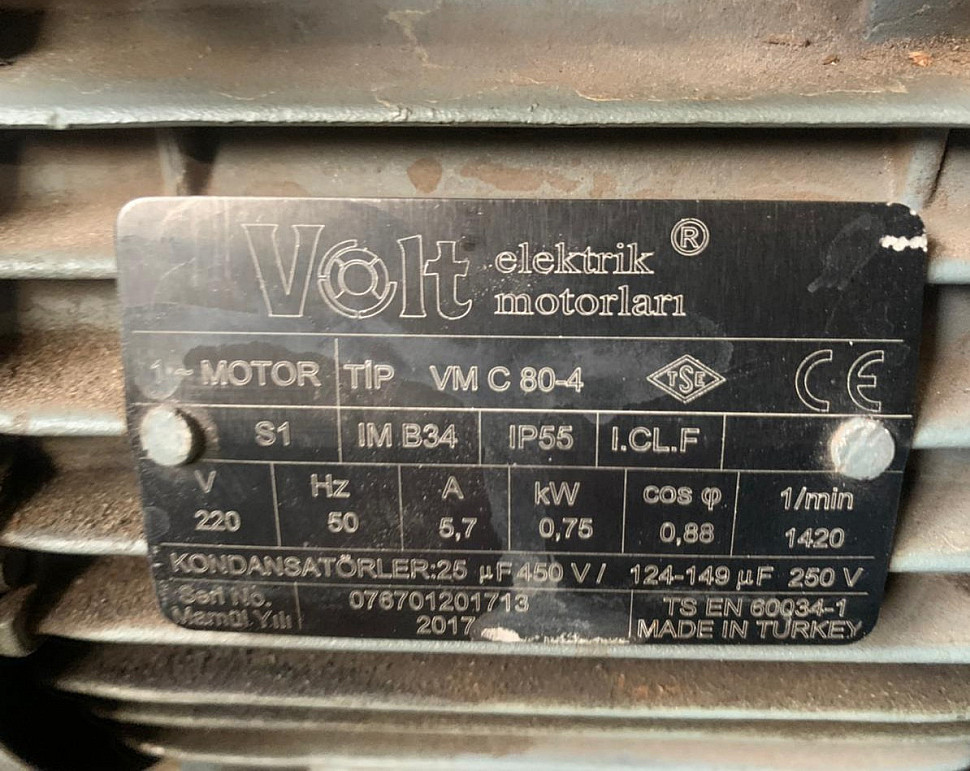 Volt elektrik motorları ®
1~ MOTOR TİP VM C 80-4 TSE CE
S1 IM B34 IP55 I.CL.F
V Hz A kW cos φ 1/min
220 50 5,7 0,75 0,88 1420
KONDANSATÖRLER:25 µF 450 V / 124-149 µF 250 V
Seri No. 076701201713 TS EN 60034-1
Mamül Yılı 2017 MADE IN TURKEY